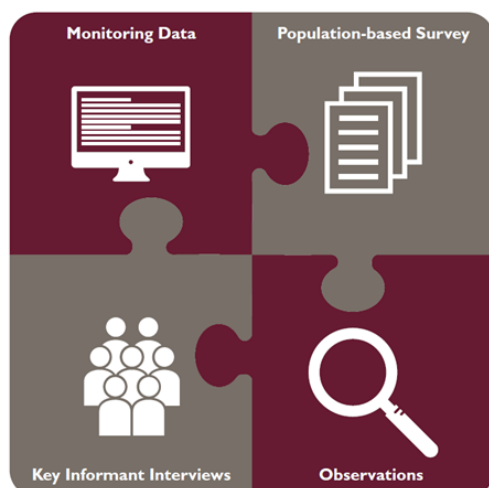 Monitoring Data
Population-based Survey
Key Informant Interviews
Observations